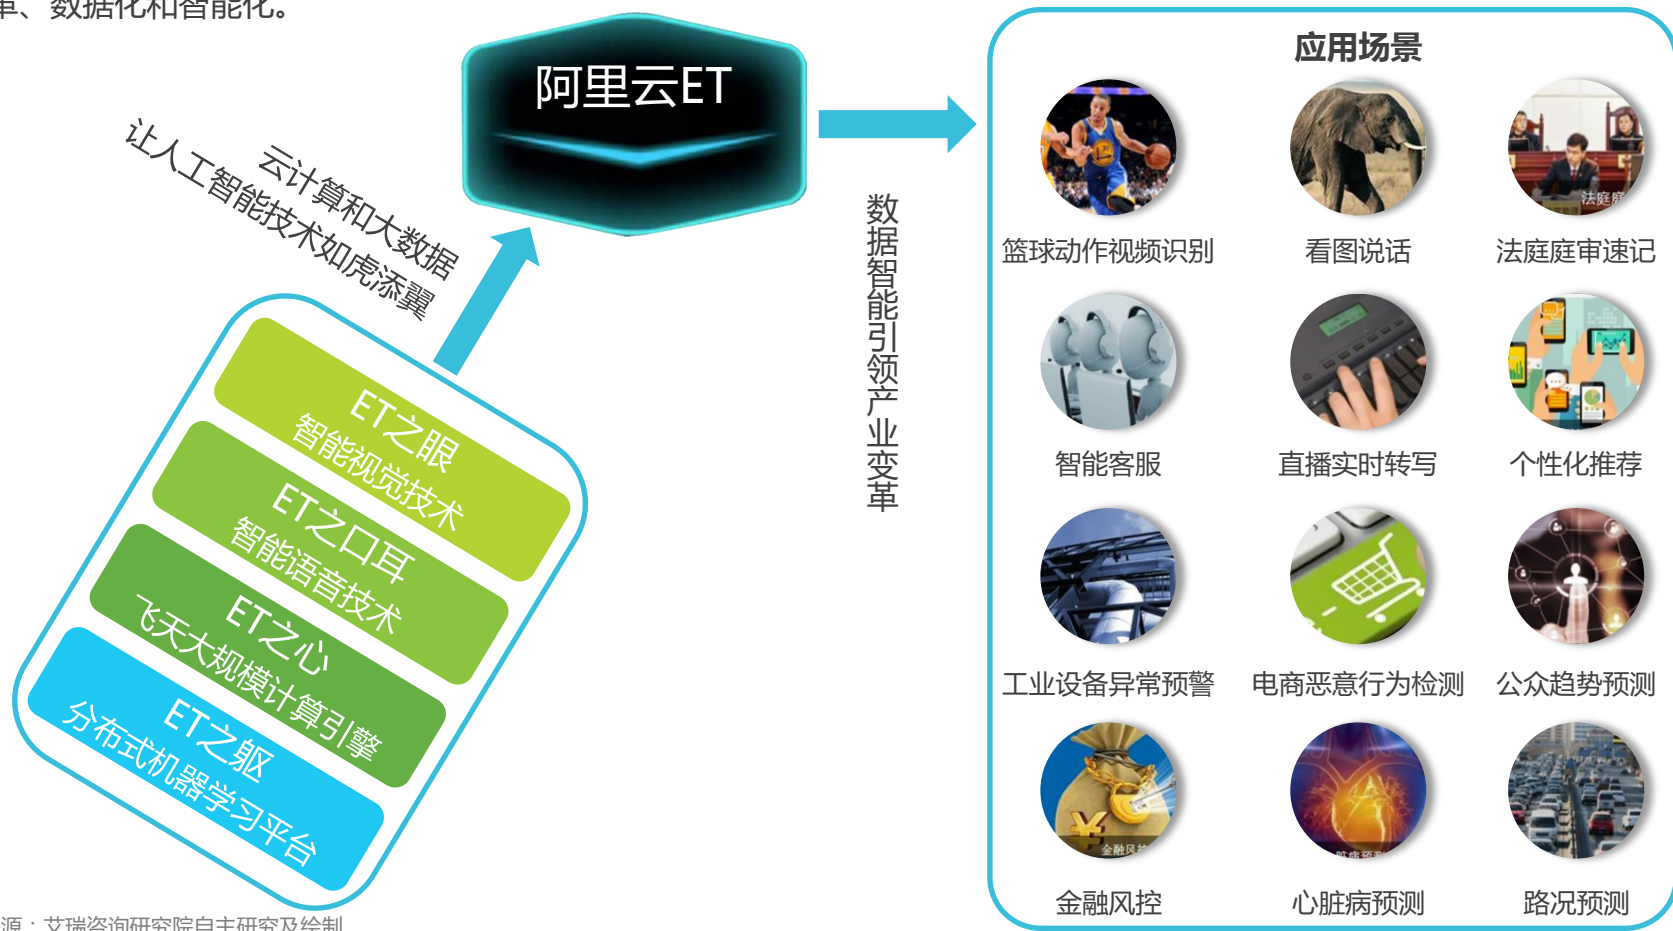 革、数据化和智能化。
阿里云ET
云计算和大数据
让人工智能技术如虎添翼
ET之眼
智能视觉技术
ET之口耳
智能语音技术
ET之心
飞天大规模计算引擎
ET之躯
分布式机器学习平台
数据智能引领产业变革
应用场景
法庭庭
篮球动作视频识别
看图说话
法庭庭审速记
智能客服
直播实时转写
个性化推荐
工业设备异常预警
电商恶意行为检测
公众趋势预测
金融风控
金融风控
心脏病预测
路况预测
源：艾瑞咨询研究院自主研究及绘制